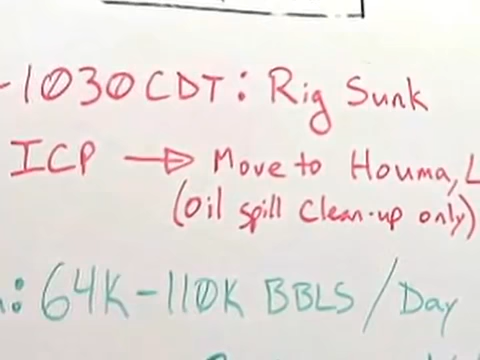 -1030 CDT: Rig Sunk
ICP → Move to Houma, L
(Oil spill Clean-up only)
: 64K-110K BBLS/Day